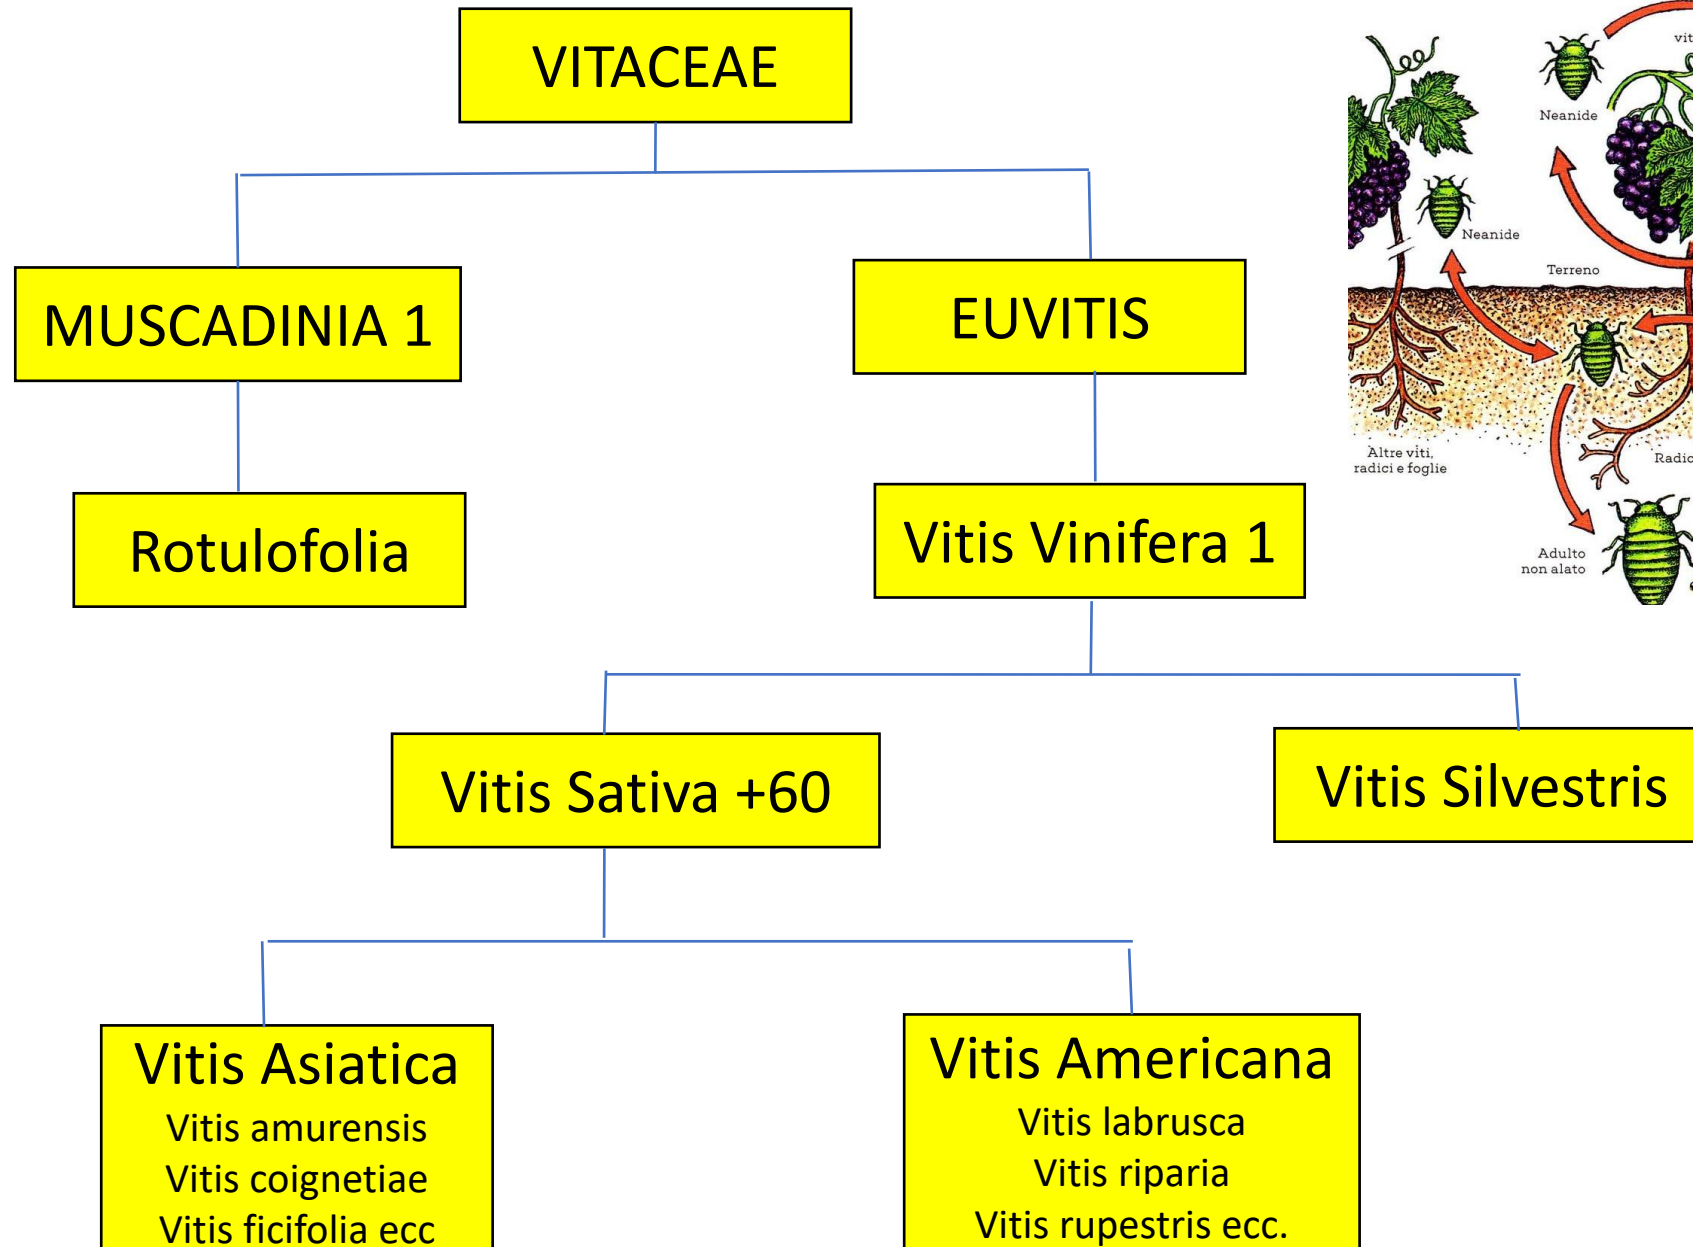 VITACEAE
MUSCADINIA 1
EUVITIS
Rotulofolia
Vitis Vinifera 1
Vitis Sativa +60
Vitis Silvestris
Vitis Asiatica
Vitis amurensis
Vitis coignetiae
Vitis ficifolia ecc
Vitis Americana
Vitis labrusca
Vitis riparia
Vitis rupestris ecc.
Neanide
Neanide
Terreno
Altre viti,
radici e foglie
Adulto
non alato